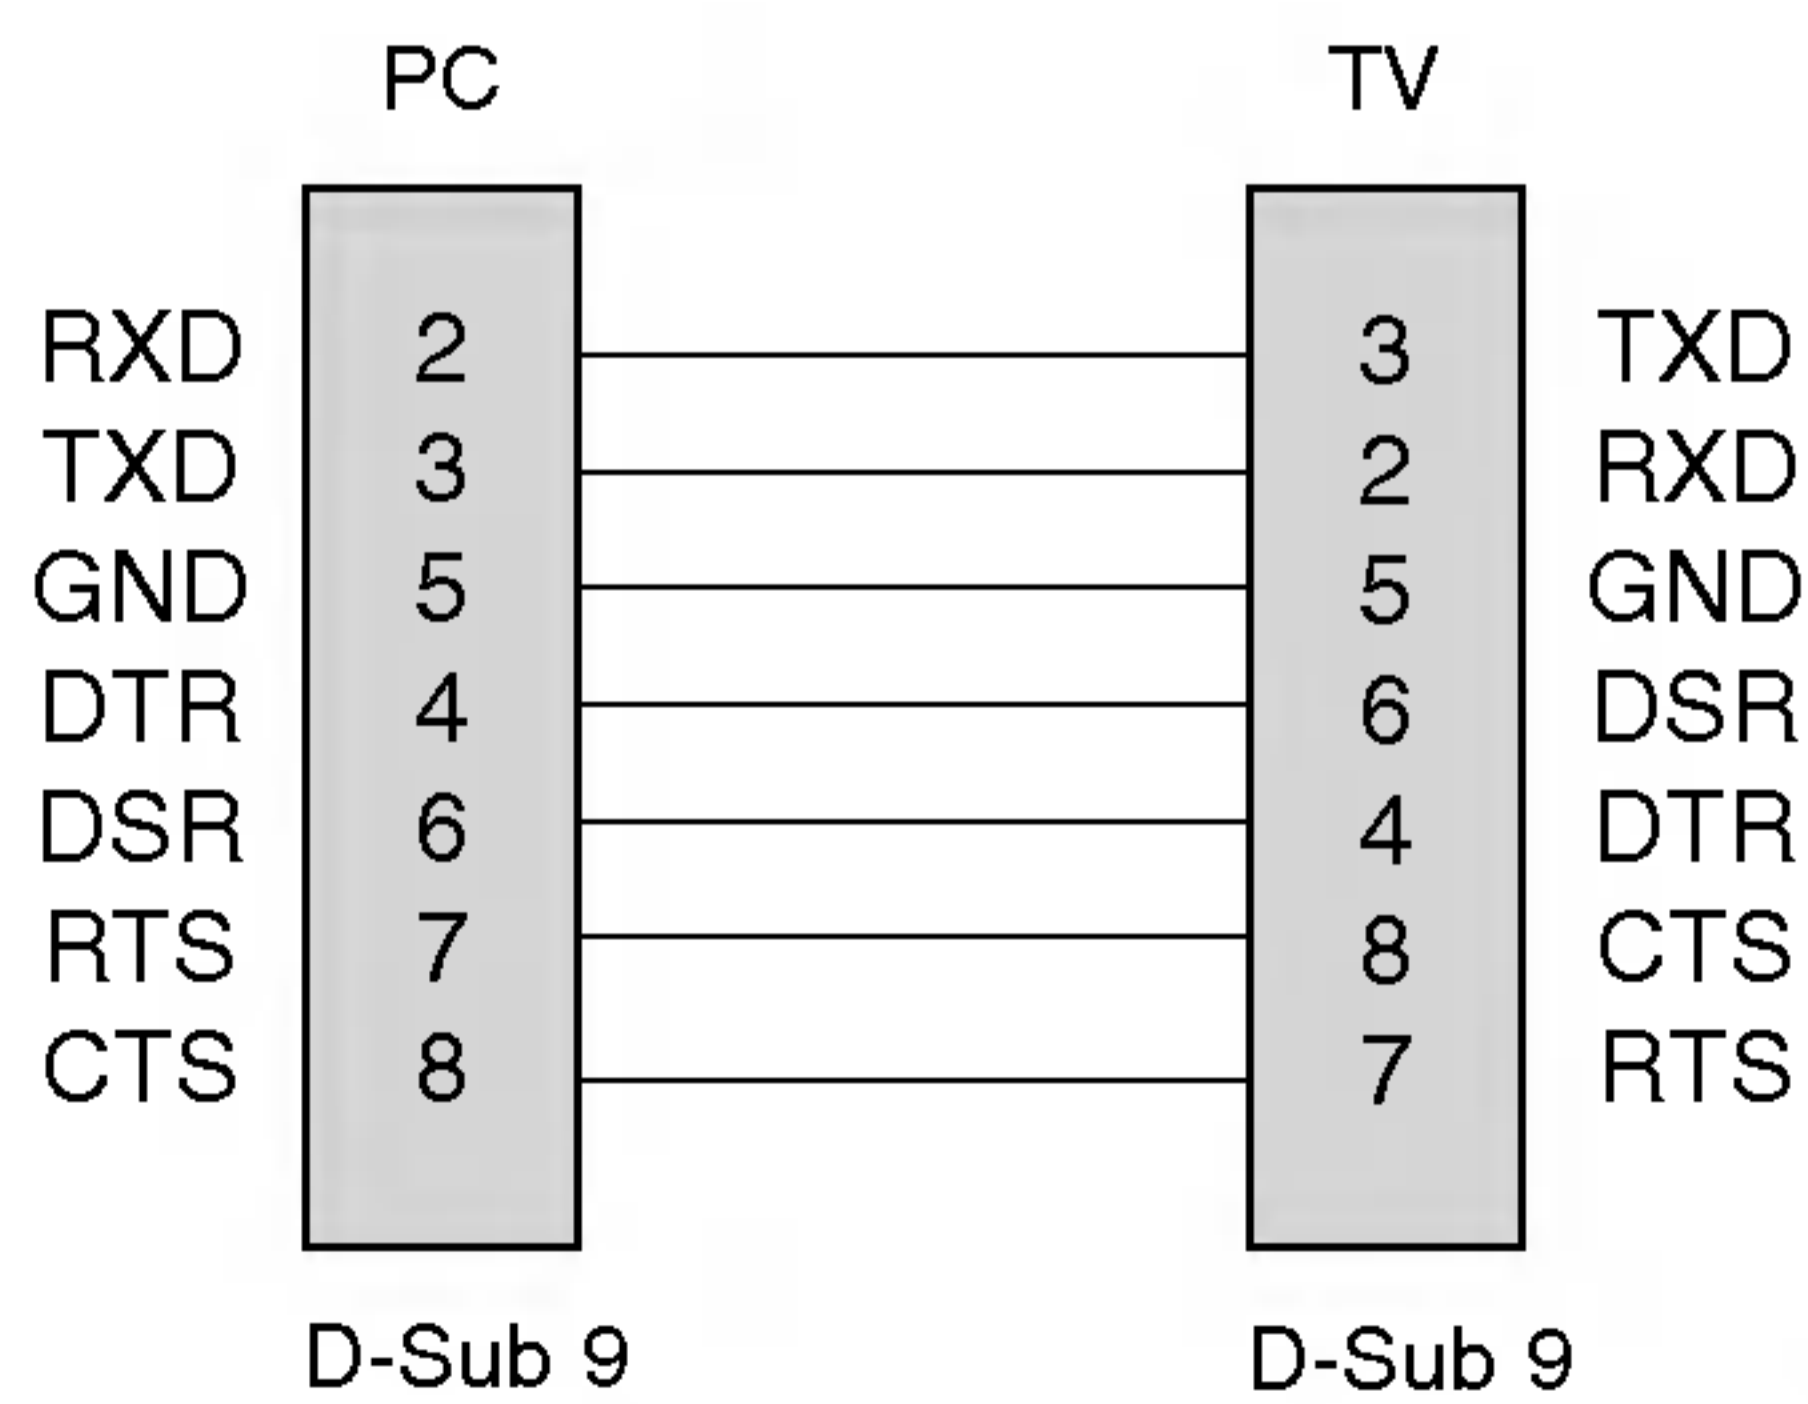 PC TV
RXD 2 3 TXD
TXD 3 2 RXD
GND 5 5 GND
DTR 4 6 DSR
DSR 6 4 DTR
RTS 7 8 CTS
CTS 8 7 RTS
D-Sub 9 D-Sub 9